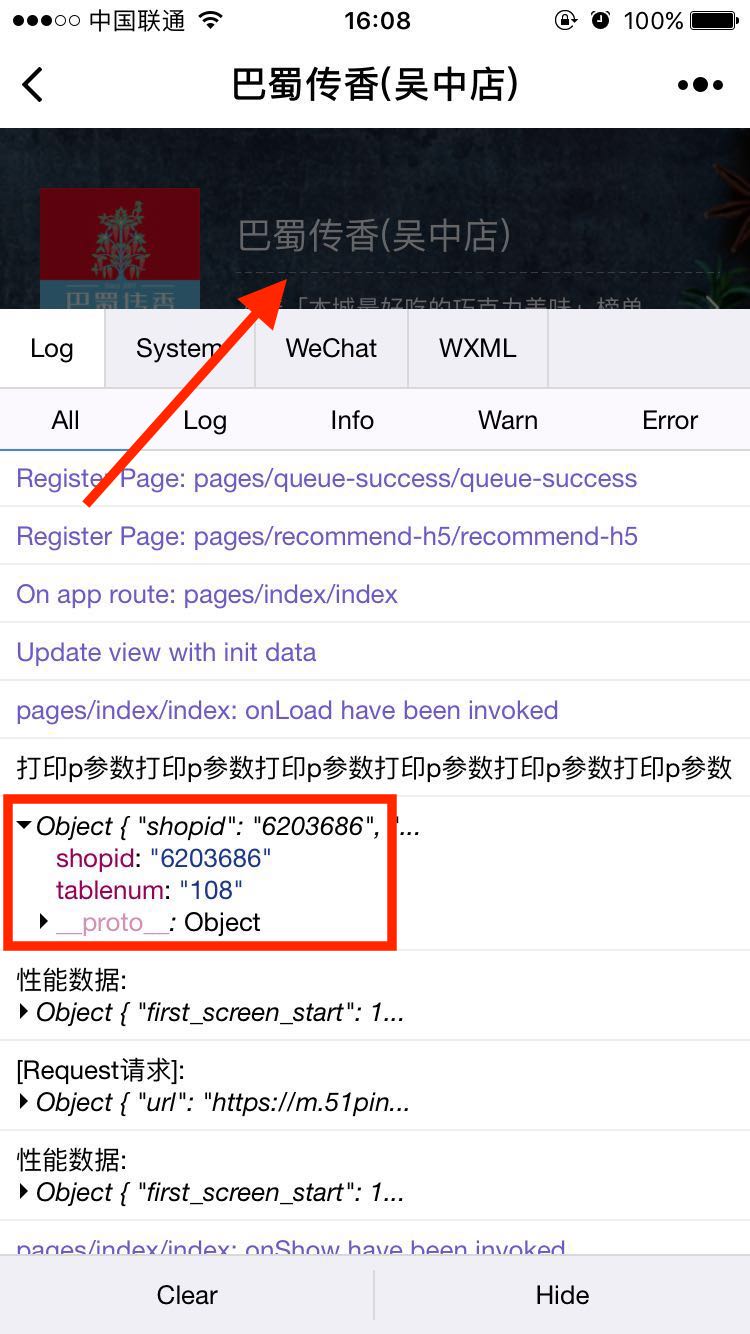 中国联通 16:08 100%
巴蜀传香(吴中店)
巴蜀传香(吴中店)
巴蜀传香
「本城最好吃的巧克力美味」榜单
Log System WeChat WXML
All Log Info Warn Error
Register Page: pages/queue-success/queue-success
Register Page: pages/recommend-h5/recommend-h5
On app route: pages/index/index
Update view with init data
pages/index/index: onLoad have been invoked
打印p参数打印p参数打印p参数打印p参数打印p参数打印p参数
Object { "shopid": "6203686", "...
shopid: "6203686"
tablenum: "108"
__proto__: Object
性能数据:
Object { "first_screen_start": 1...
[Request请求]:
Object { "url": "https://m.51pin...
性能数据:
Object { "first_screen_start": 1...
pages/index/index: onShow have been invoked
Clear Hide